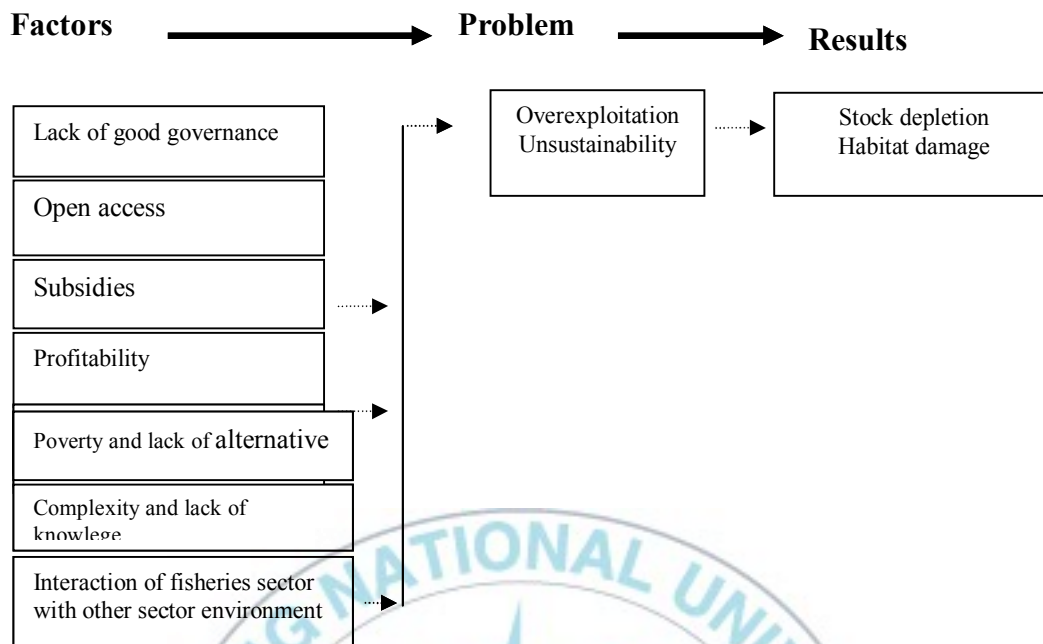 Factors
Problem
Results
Lack of good governance
Open access
Subsidies
Profitability
Poverty and lack of alternative
Complexity and lack of
knowlege
Interaction of fisheries sector
with other sector environment
Overexploitation
Unsustainability
Stock depletion
Habitat damage
NATIONAL